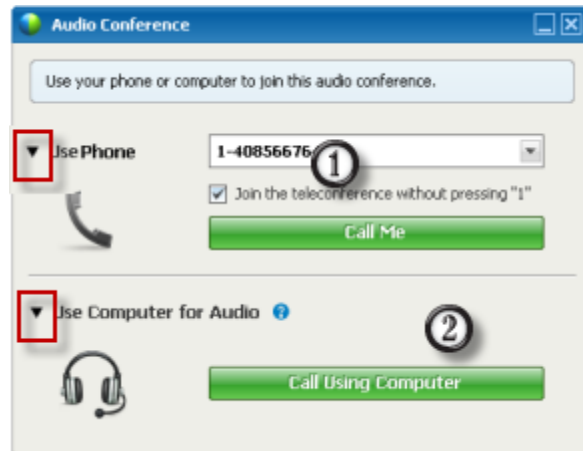 Audio Conference
Use your phone or computer to join this audio conference.
Use Phone
1-40856676
1
Join the teleconference without pressing "1"
Call Me
Use Computer for Audio ?
2
Call Using Computer